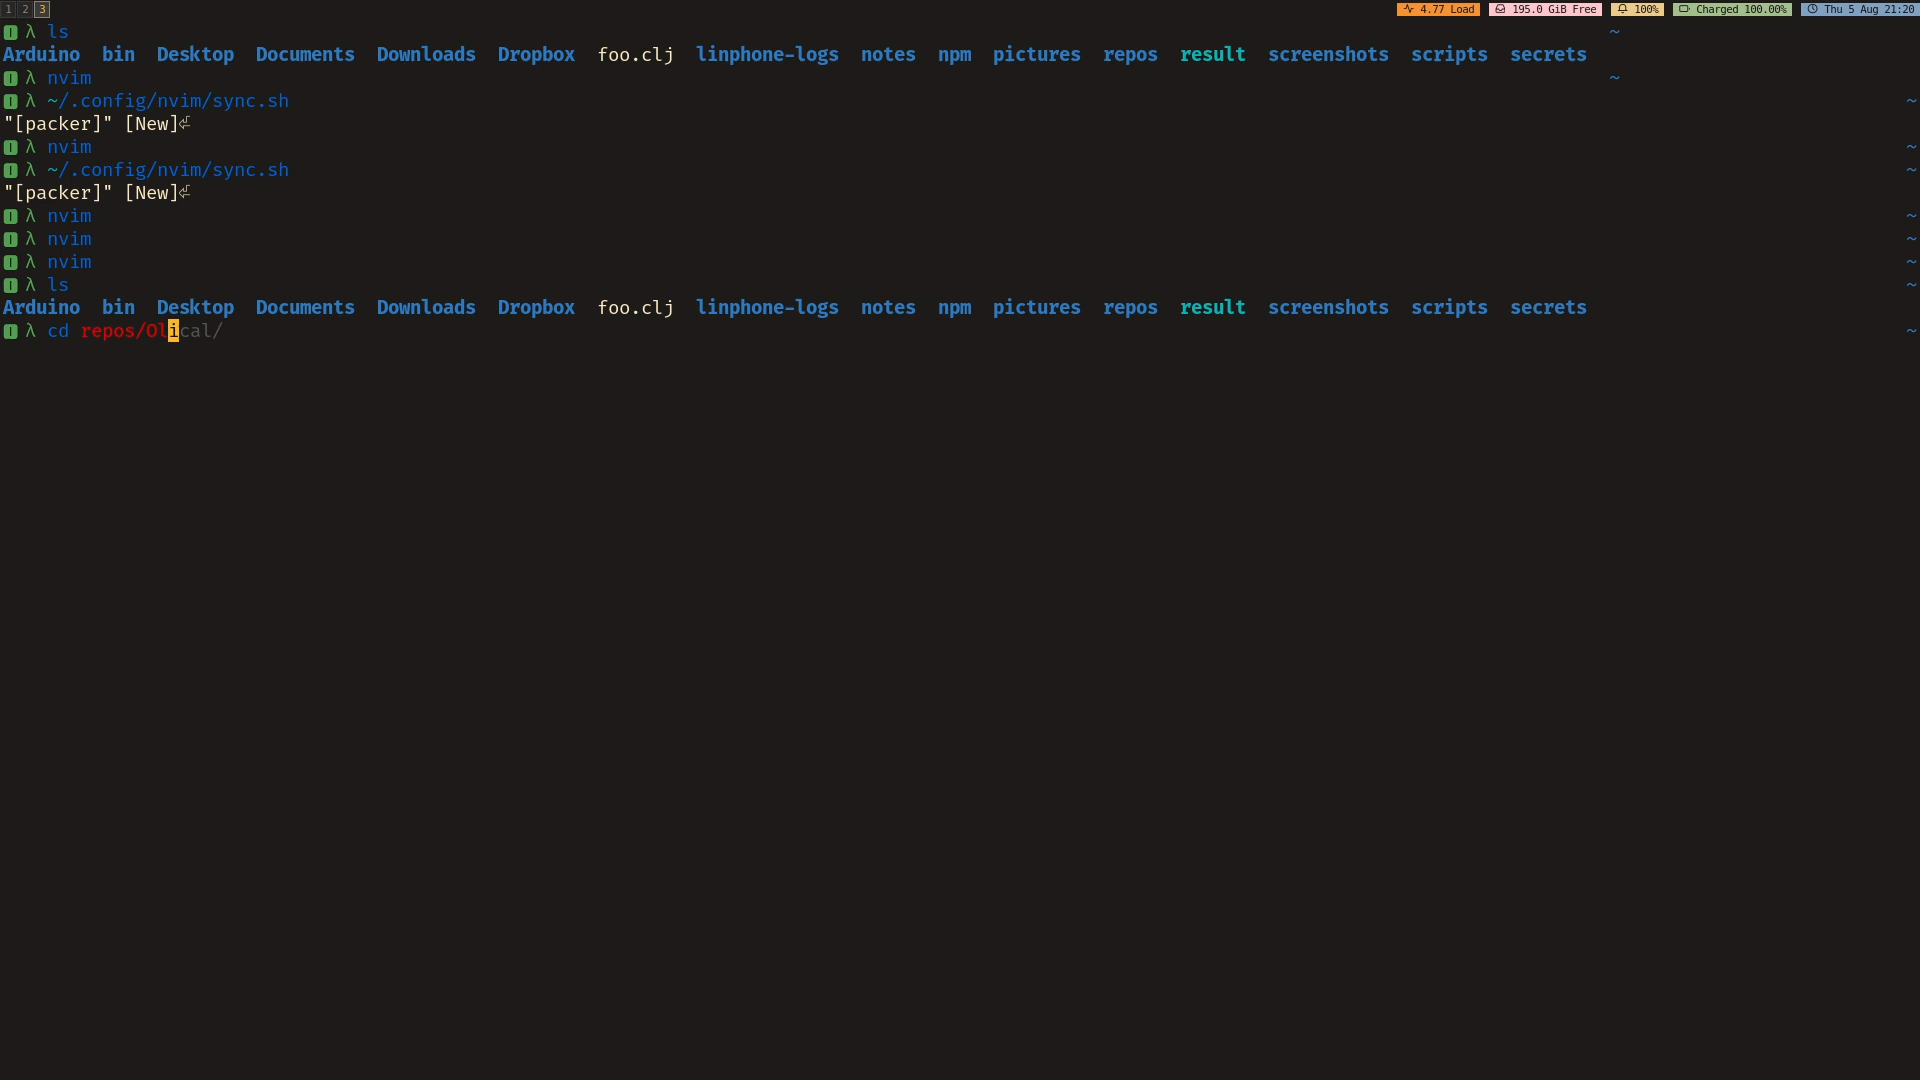 1 2 3 4.77 Load 195.0 GiB Free 100% Charged 100.00% Thu 5 Aug 21:20
I λ ls ~
Arduino bin Desktop Documents Downloads Dropbox foo.clj linphone-logs notes npm pictures repos result screenshots scripts secrets
I λ nvim ~
I λ ~/.config/nvim/sync.sh ~
"[packer]" [New]⏎
I λ nvim ~
I λ ~/.config/nvim/sync.sh ~
"[packer]" [New]⏎
I λ nvim ~
I λ nvim ~
I λ nvim ~
I λ ls ~
Arduino bin Desktop Documents Downloads Dropbox foo.clj linphone-logs notes npm pictures repos result screenshots scripts secrets
I λ cd repos/Olical/ ~